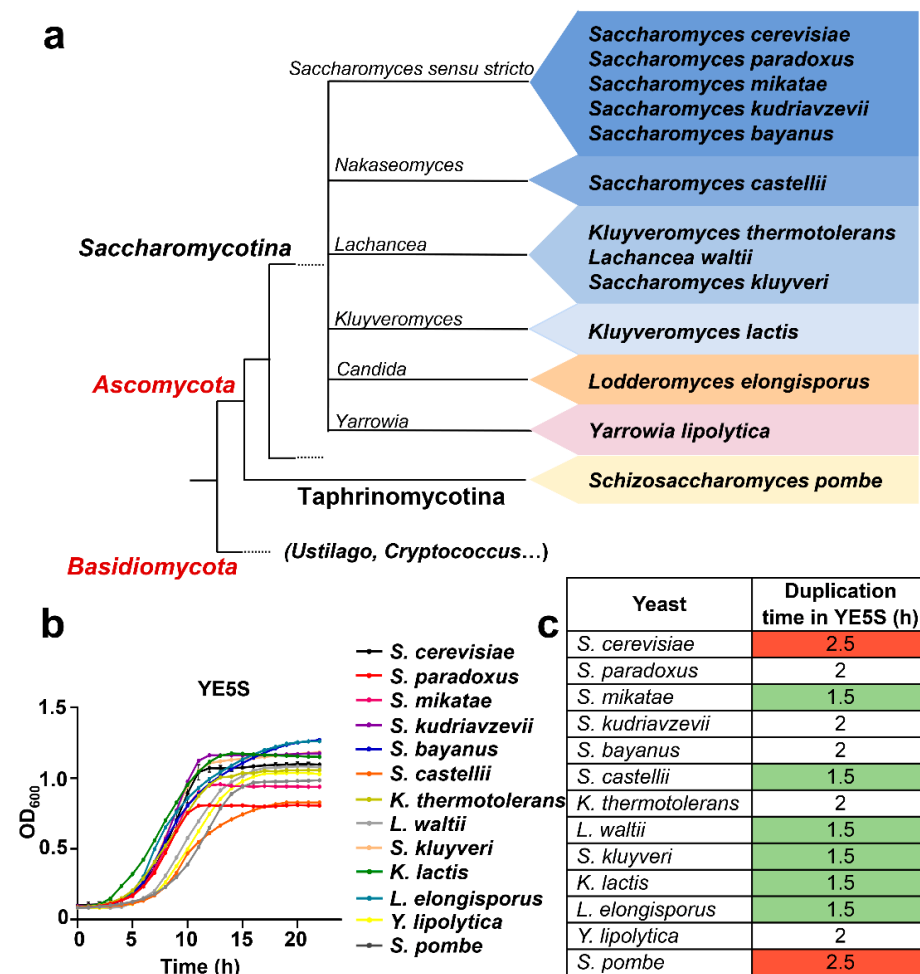 a
Saccharomyces sensu stricto
Saccharomyces cerevisiae
Saccharomyces paradoxus
Saccharomyces mikatae
Saccharomyces kudriavzevii
Saccharomyces bayanus
Nakaseomyces
Saccharomyces castellii
Saccharomycotina
Lachancea
Kluyveromyces thermotolerans
Lachancea waltii
Saccharomyces kluyveri
Kluyveromyces
Kluyveromyces lactis
Ascomycota
Candida
Lodderomyces elongisporus
Yarrowia
Yarrowia lipolytica
Taphrinomycotina
Schizosaccharomyces pombe
Basidiomycota
(Ustilago, Cryptococcus…)
b
YE5S
OD600
1.5
1.0
0.5
0
0 5 10 15 20
Time (h)
S. cerevisiae
S. paradoxus
S. mikatae
S. kudriavzevii
S. bayanus
S. castellii
K. thermotolerans
L. waltii
S. kluyveri
K. lactis
L. elongisporus
Y. lipolytica
S. pombe
c
Yeast Duplication
time in YE5S (h)
S. cerevisiae 2.5
S. paradoxus 2
S. mikatae 1.5
S. kudriavzevii 2
S. bayanus 2
S. castellii 1.5
K. thermotolerans 2
L. waltii 1.5
S. kluyveri 1.5
K. lactis 1.5
L. elongisporus 1.5
Y. lipolytica 2
S. pombe 2.5